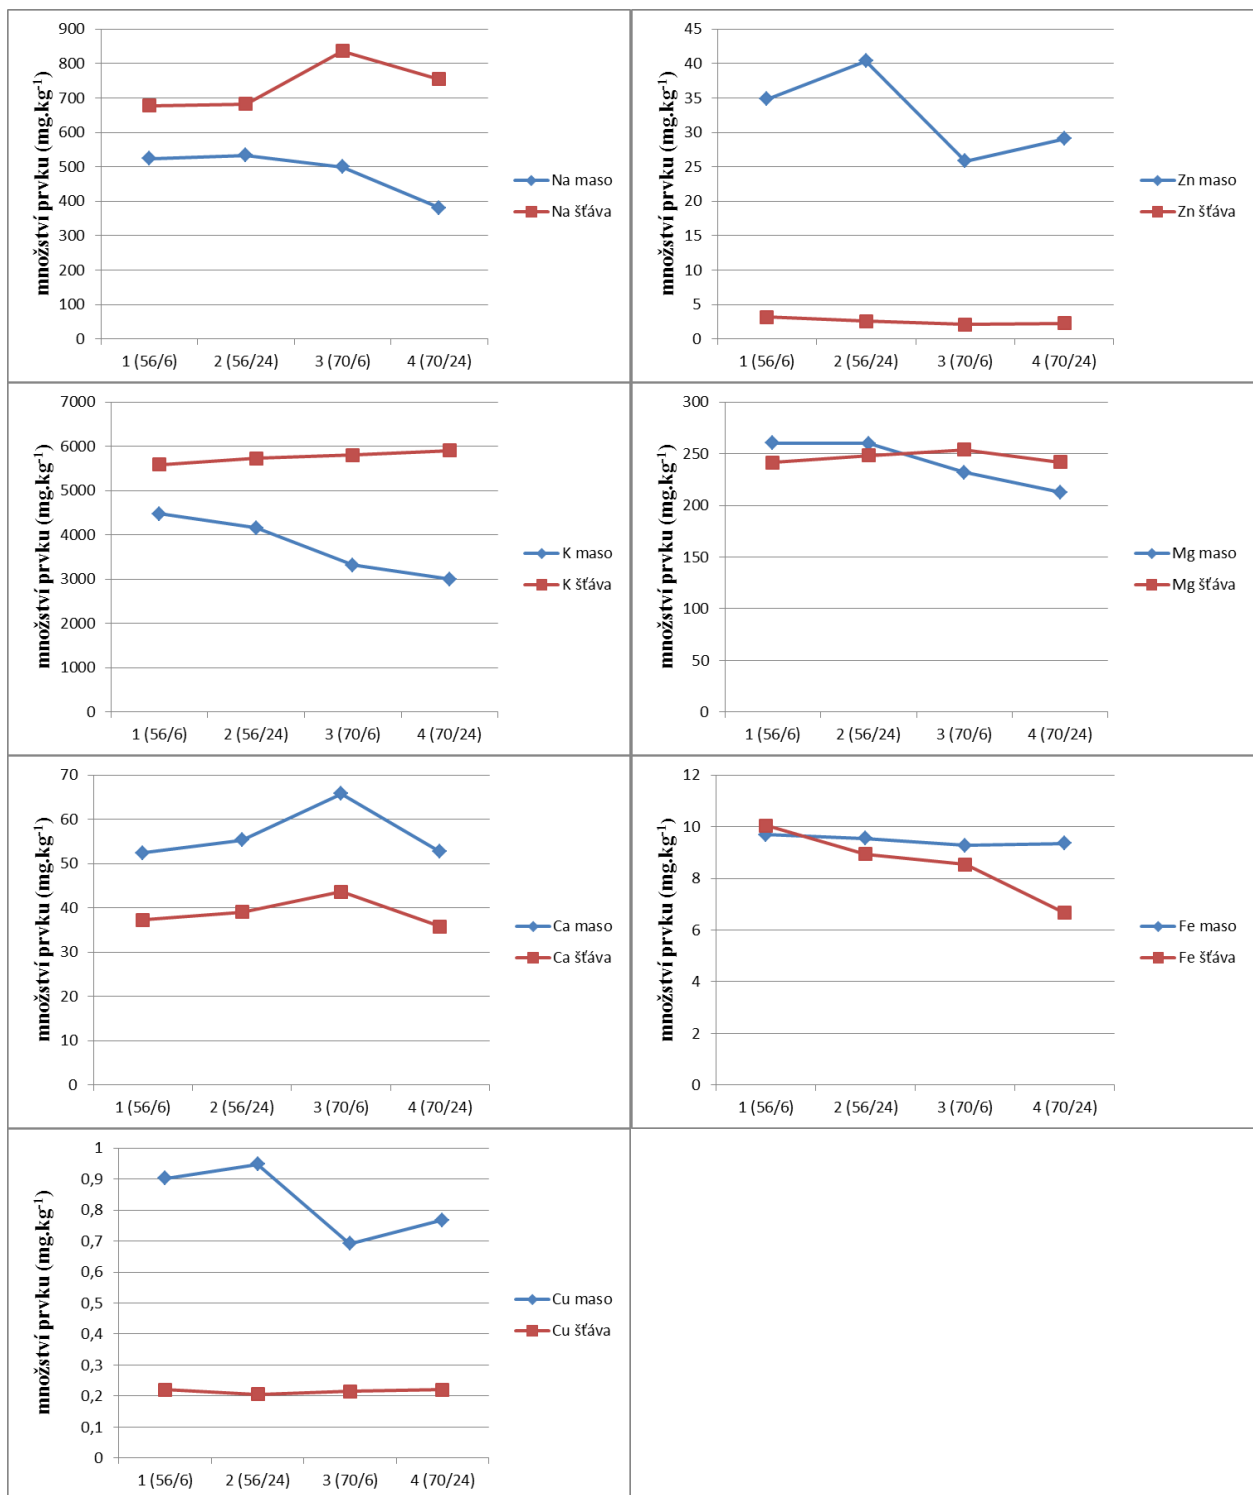 množství prvku (mg.kg⁻¹)
900
800
700
600
500
400
300
200
100
0
1 (56/6) 2 (56/24) 3 (70/6) 4 (70/24)
Na maso
Na šťáva
množství prvku (mg.kg⁻¹)
45
40
35
30
25
20
15
10
5
0
1 (56/6) 2 (56/24) 3 (70/6) 4 (70/24)
Zn maso
Zn šťáva
množství prvku (mg.kg⁻¹)
7000
6000
5000
4000
3000
2000
1000
0
1 (56/6) 2 (56/24) 3 (70/6) 4 (70/24)
K maso
K šťáva
množství prvku (mg.kg⁻¹)
300
250
200
150
100
50
0
1 (56/6) 2 (56/24) 3 (70/6) 4 (70/24)
Mg maso
Mg šťáva
množství prvku (mg.kg⁻¹)
70
60
50
40
30
20
10
0
1 (56/6) 2 (56/24) 3 (70/6) 4 (70/24)
Ca maso
Ca šťáva
množství prvku (mg.kg⁻¹)
12
10
8
6
4
2
0
1 (56/6) 2 (56/24) 3 (70/6) 4 (70/24)
Fe maso
Fe šťáva
množství prvku (mg.kg⁻¹)
1
0,9
0,8
0,7
0,6
0,5
0,4
0,3
0,2
0,1
0
1 (56/6) 2 (56/24) 3 (70/6) 4 (70/24)
Cu maso
Cu šťáva